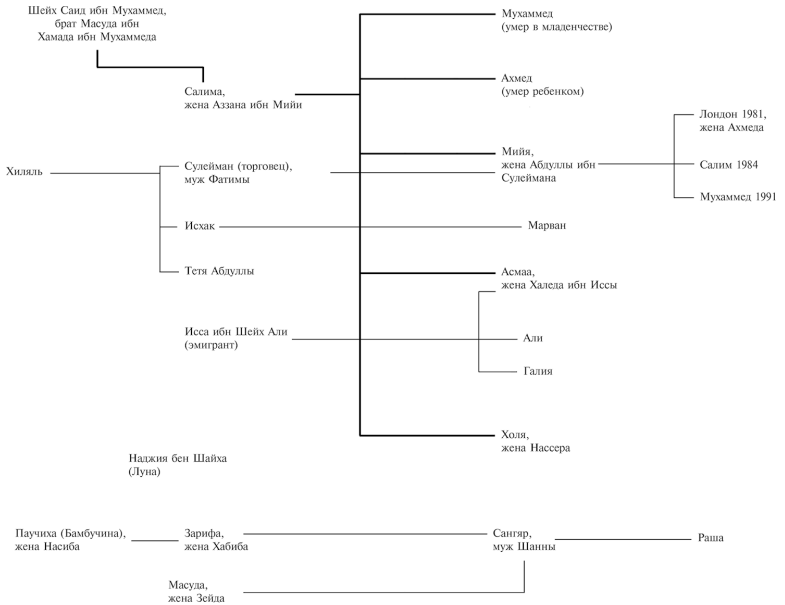 Шейх Саид ибн Мухаммед,
брат Масуда ибн
Хамада ибн Мухаммеда
Мухаммед
(умер в младенчестве)
Салима,
жена Аззана ибн Мийи
Ахмед
(умер ребенком)
Лондон 1981,
жена Ахмеда
Мийя,
жена Абдуллы ибн
Сулеймана
Салим 1984
Мухаммед 1991
Хиляль
Сулейман (торговец),
муж Фатимы
Исхак
Марван
Тетя Абдуллы
Асмаа,
жена Халеда ибн Иссы
Исса ибн Шейх Али
(эмигрант)
Али
Галия
Холя,
жена Нассера
Наджия бен Шайха
(Луна)
Паучиха (Бамбучина),
жена Насиба
Зарифа,
жена Хабиба
Сангяр,
муж Шанны
Раша
Масуда,
жена Зейда